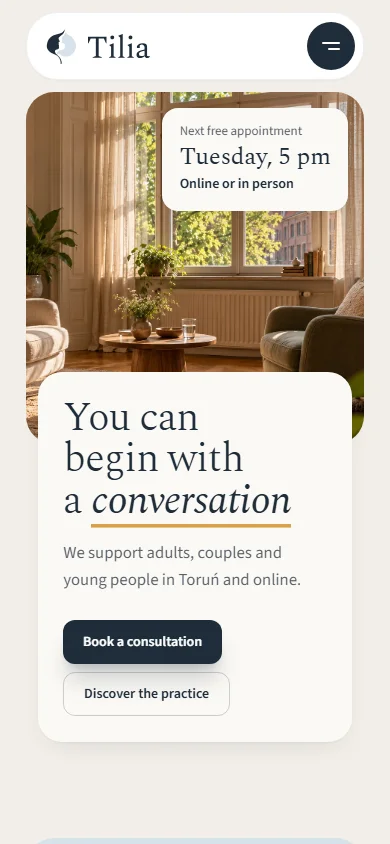 Tilia
Next free appointment
Tuesday, 5 pm
Online or in person
You can
begin with
a conversation
We support adults, couples and
young people in Toruń and online.
Book a consultation
Discover the practice